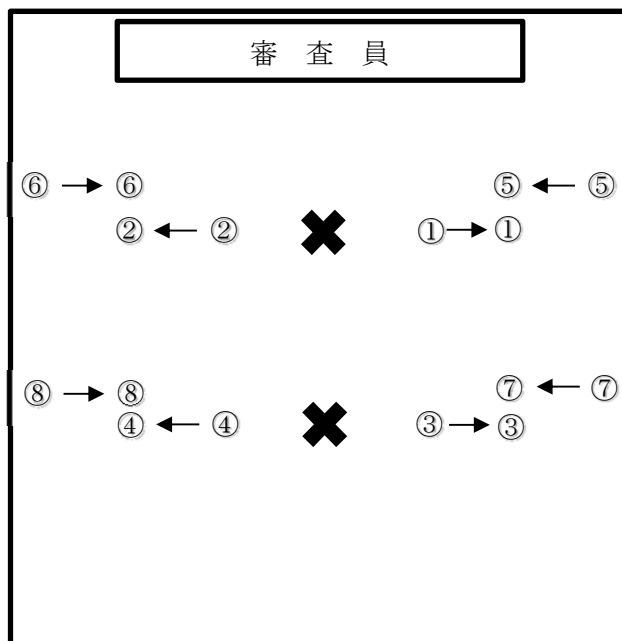 審 査 員
⑥ → ⑥ ⑤ ← ⑤
② ← ② ✖ ① → ①
⑧ → ⑧ ⑦ ← ⑦
④ ← ④ ✖ ③ → ③